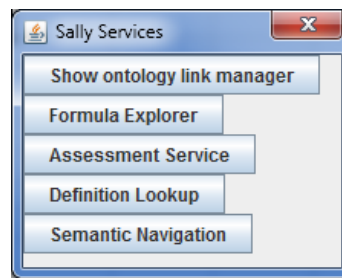 Sally Services
Show ontology link manager
Formula Explorer
Assessment Service
Definition Lookup
Semantic Navigation